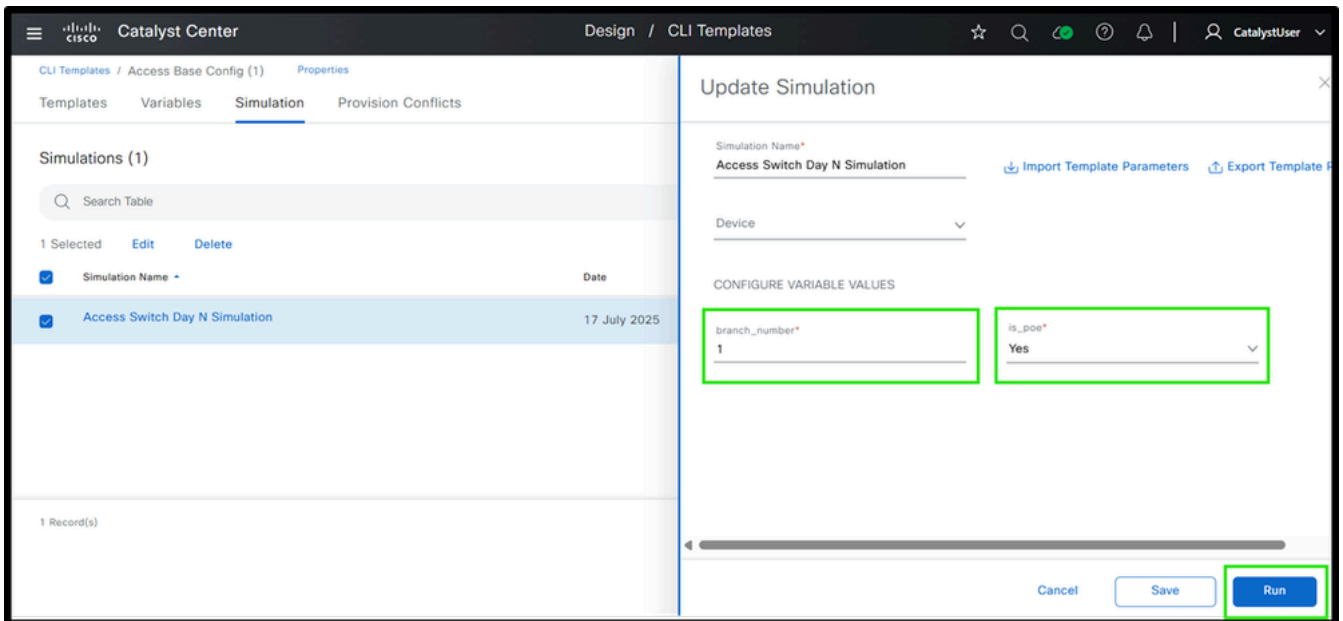 cisco Catalyst Center
Design / CLI Templates
CatalystUser
CLI Templates / Access Base Config (1) Properties
Templates Variables Simulation Provision Conflicts
Simulations (1)
Search Table
1 Selected Edit Delete
Simulation Name Date
Access Switch Day N Simulation 17 July 2025
1 Record(s)
Update Simulation
Simulation Name*
Access Switch Day N Simulation
Import Template Parameters Export Template P
Device
CONFIGURE VARIABLE VALUES
branch_number*
1
is_poe*
Yes
Cancel Save Run